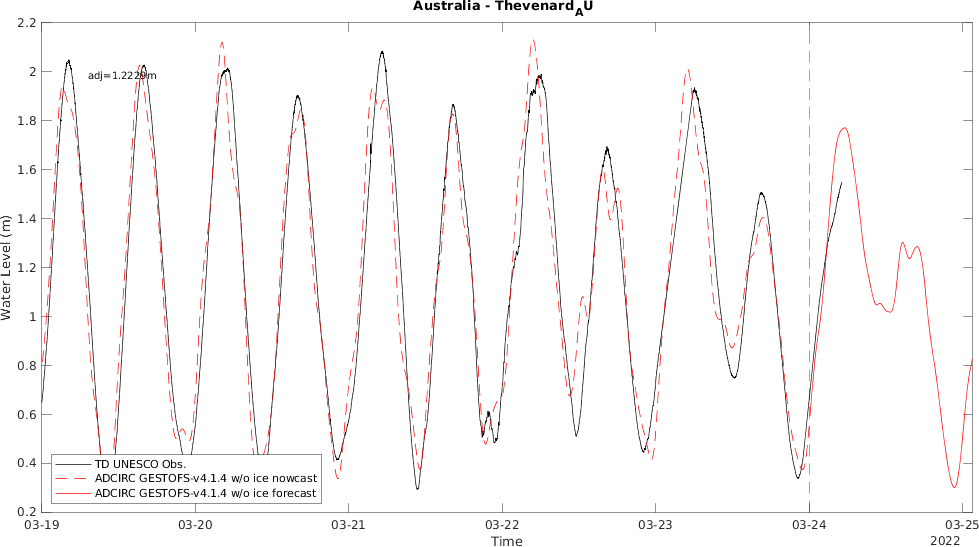 Australia - ThevenardAU
2.2
2
1.8
1.6
1.4
1.2
1
0.8
0.6
0.4
0.2
Water Level (m)
adj=1.2229m
TD UNESCO Obs.
ADCIRC GESTOFS-v4.1.4 w/o ice nowcast
ADCIRC GESTOFS-v4.1.4 w/o ice forecast
03-19 03-20 03-21 03-22 03-23 03-24 03-25
Time
2022